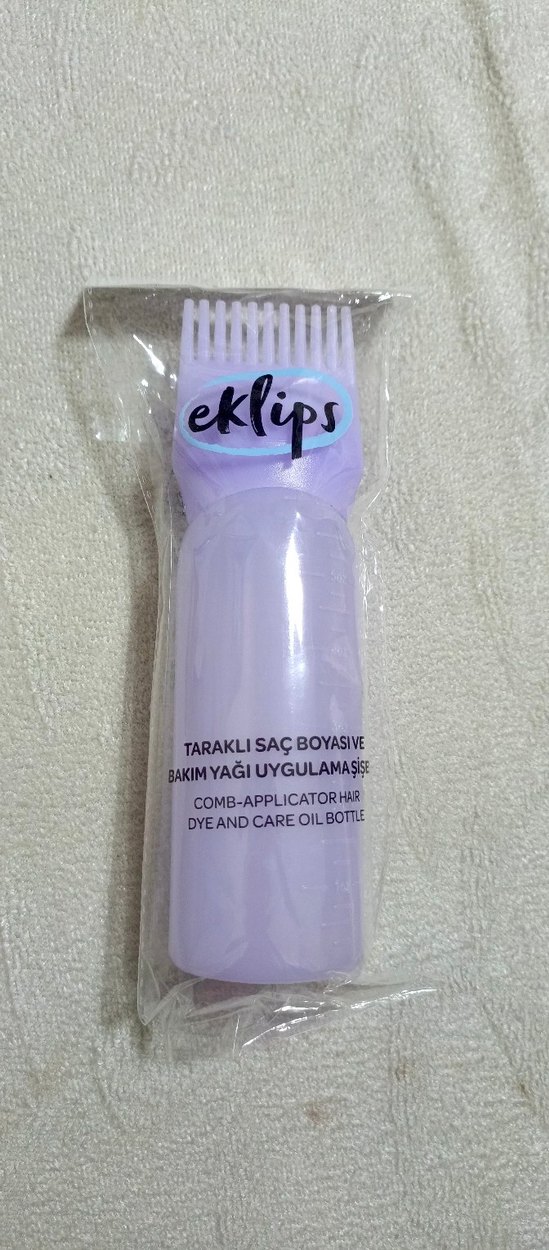 eklips
TARAKLI SAÇ BOYASI VE
BAKIM YAĞI UYGULAMA ŞİŞE
COMB-APPLICATOR HAIR
DYE AND CARE OIL BOTTLE